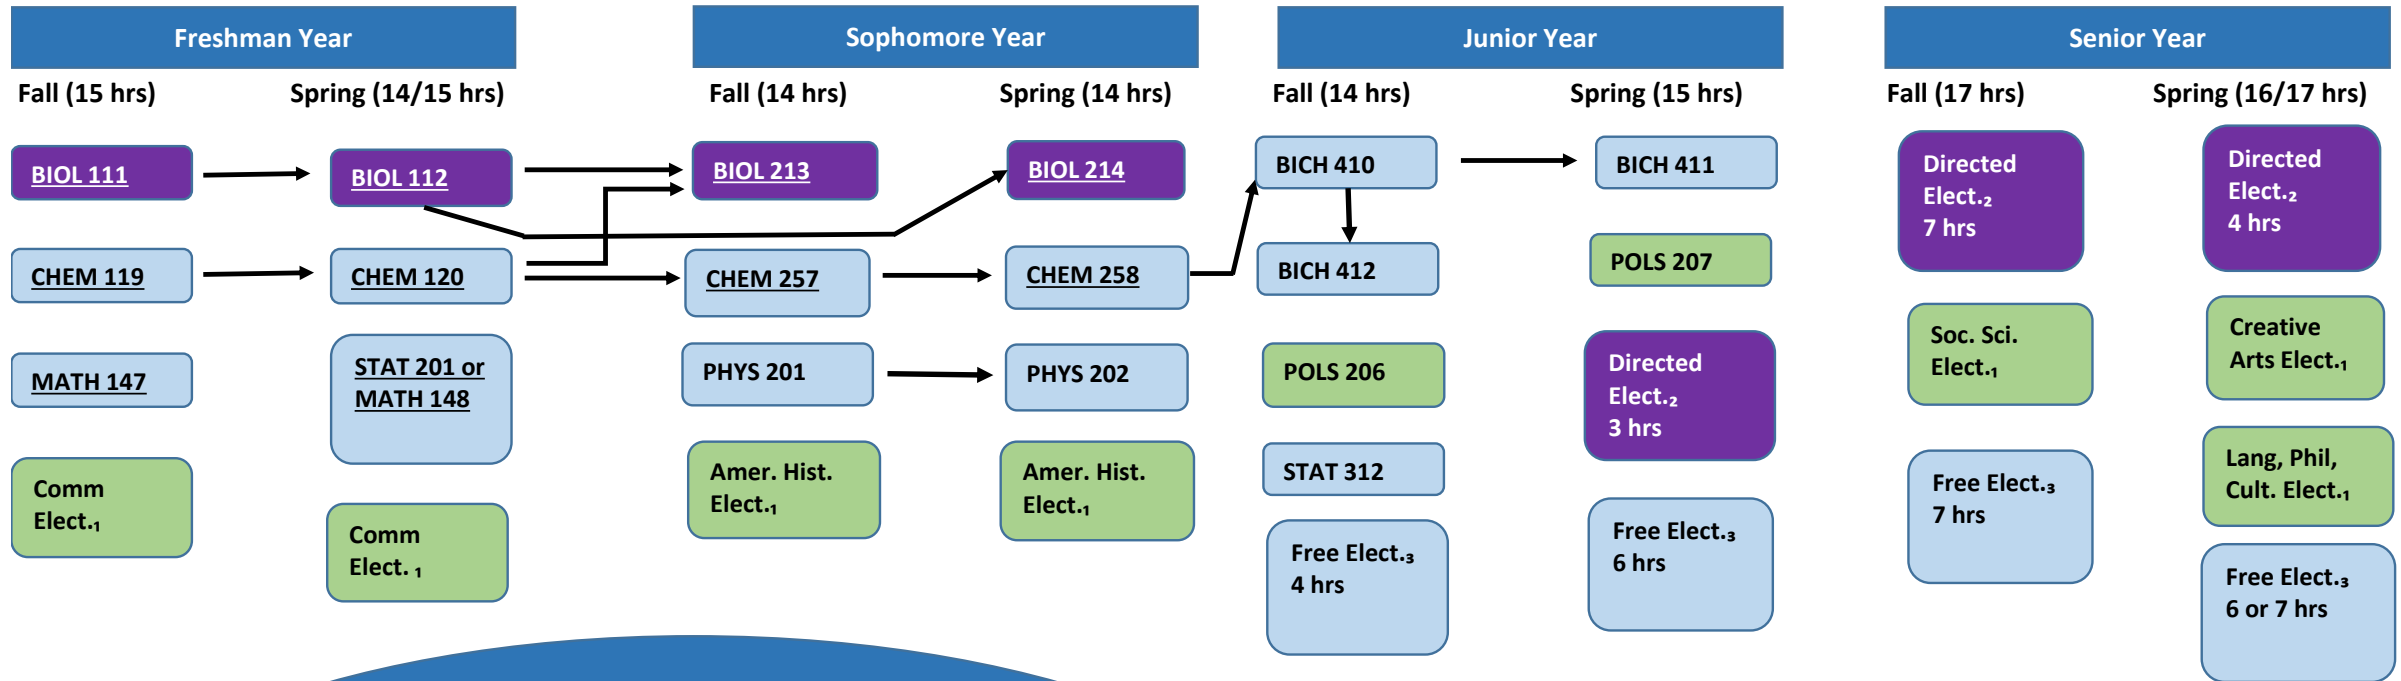 Freshman Year
Fall (15 hrs)
Spring (14/15 hrs)
BIOL 111
CHEM 119
MATH 147
Comm
Elect.₁
BIOL 112
CHEM 120
STAT 201 or
MATH 148
Comm
Elect. ₁
Sophomore Year
Fall (14 hrs)
Spring (14 hrs)
BIOL 213
CHEM 257
PHYS 201
Amer. Hist.
Elect.₁
BIOL 214
CHEM 258
PHYS 202
Amer. Hist.
Elect.₁
Junior Year
Fall (14 hrs)
Spring (15 hrs)
BICH 410
BICH 412
POLS 206
STAT 312
Free Elect.₃
4 hrs
BICH 411
POLS 207
Directed
Elect.₂
3 hrs
Free Elect.₃
6 hrs
Senior Year
Fall (17 hrs)
Spring (16/17 hrs)
Directed
Elect.₂
7 hrs
Soc. Sci.
Elect.₁
Free Elect.₃
7 hrs
Directed
Elect.₂
4 hrs
Creative
Arts Elect.₁
Lang, Phil,
Cult. Elect.₁
Free Elect.₃
6 or 7 hrs